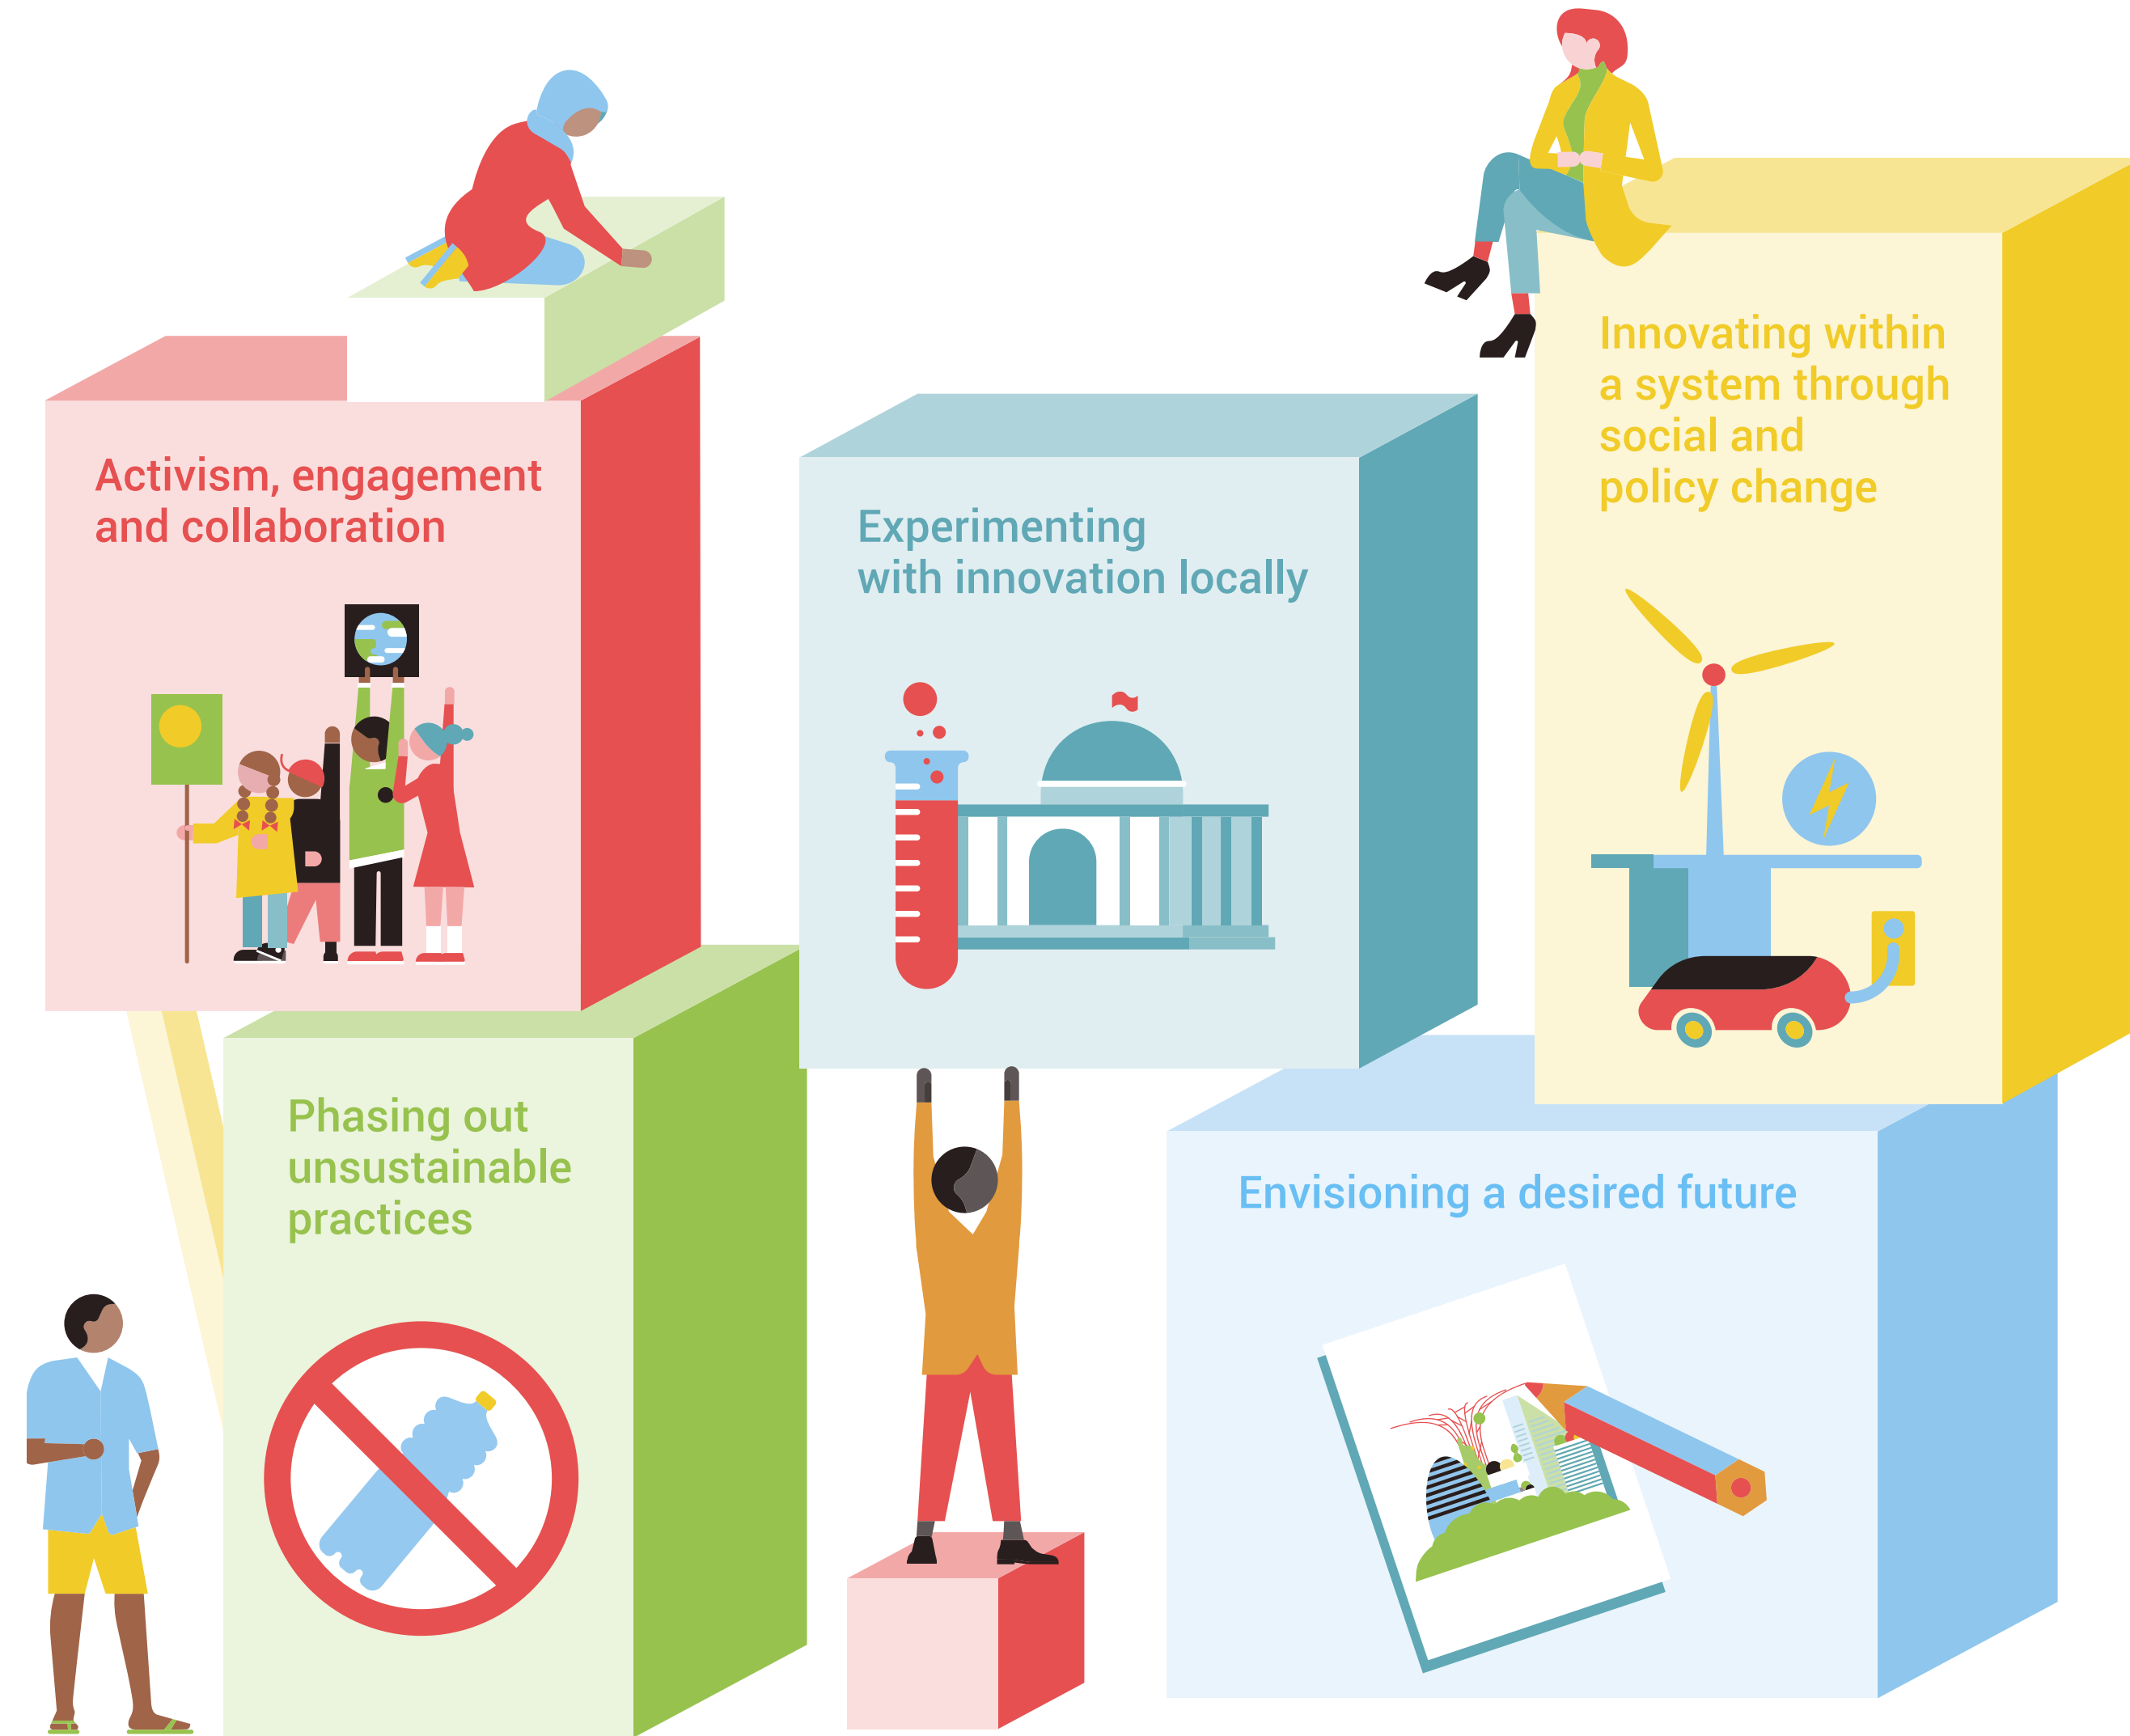 Activism, engagement
and collaboration
Experimenting
with innovation locally
Innovating within
a system through
social and
policy change
Phasing out
unsustainable
practices
Envisioning a desired future